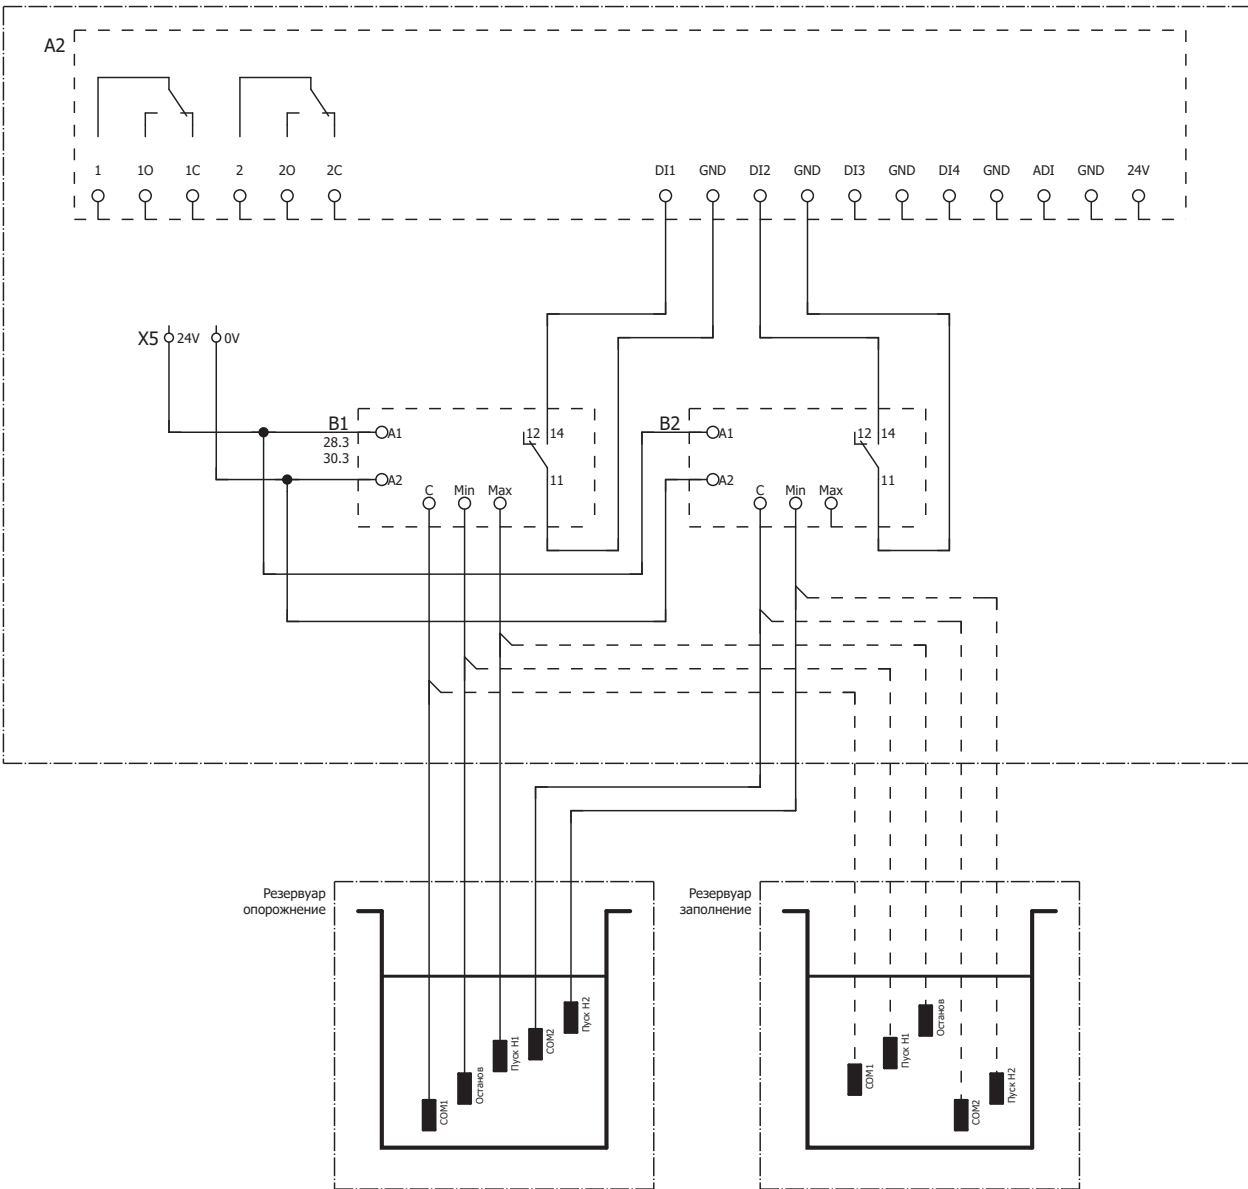 A2
1 1O 1C 2 2O 2C DI1 GND DI2 GND DI3 GND DI4 GND ADI GND 24V
X5 24V 0V
B1 A1 12 14 B2 A1 12 14
28.3
30.3
A2 11 A2 11
C Min Max C Min Max
Резервуар
опорожнение
Резервуар
заполнение
COM1
Останов
Пуск Н1
COM2
Пуск Н2
COM1
Пуск Н1
Останов
COM2
Пуск Н2